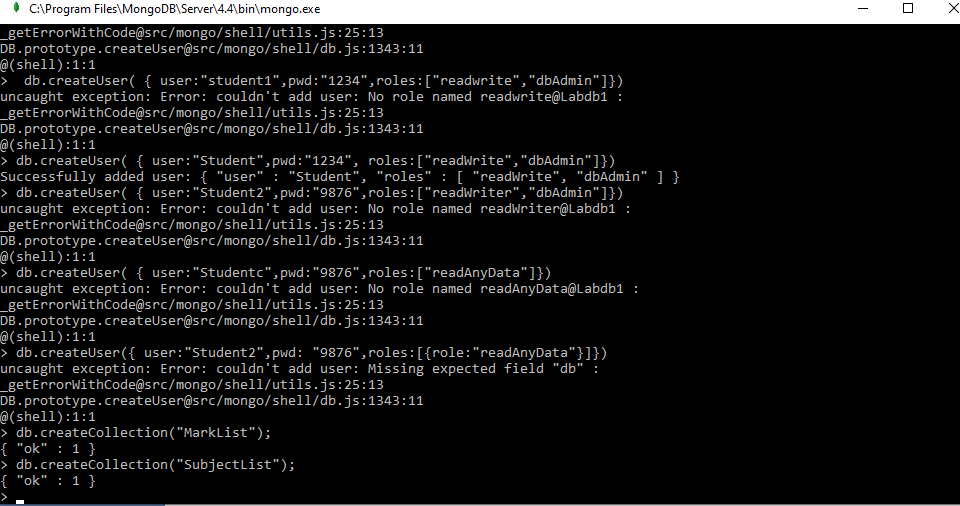 C:\Program Files\MongoDB\Server\4.4\bin\mongo.exe
_getErrorWithCode@src/mongo/shell/utils.js:25:13
DB.prototype.createUser@src/mongo/shell/db.js:1343:11
@(shell):1:1
>  db.createUser( { user:"student1",pwd:"1234",roles:["readwrite","dbAdmin"]})
uncaught exception: Error: couldn't add user: No role named readwrite@Labdb1 :
_getErrorWithCode@src/mongo/shell/utils.js:25:13
DB.prototype.createUser@src/mongo/shell/db.js:1343:11
@(shell):1:1
> db.createUser( { user:"Student",pwd:"1234", roles:["readWrite","dbAdmin"]})
Successfully added user: { "user" : "Student", "roles" : [ "readWrite", "dbAdmin" ] }
> db.createUser( { user:"Student2",pwd:"9876",roles:["readWriter","dbAdmin"]})
uncaught exception: Error: couldn't add user: No role named readWriter@Labdb1 :
_getErrorWithCode@src/mongo/shell/utils.js:25:13
DB.prototype.createUser@src/mongo/shell/db.js:1343:11
@(shell):1:1
> db.createUser( { user:"Studentc",pwd:"9876",roles:["readAnyData"]})
uncaught exception: Error: couldn't add user: No role named readAnyData@Labdb1 :
_getErrorWithCode@src/mongo/shell/utils.js:25:13
DB.prototype.createUser@src/mongo/shell/db.js:1343:11
@(shell):1:1
> db.createUser({ user:"Student2",pwd: "9876",roles:[{role:"readAnyData"}]})
uncaught exception: Error: couldn't add user: Missing expected field "db" :
_getErrorWithCode@src/mongo/shell/utils.js:25:13
DB.prototype.createUser@src/mongo/shell/db.js:1343:11
@(shell):1:1
> db.createCollection("MarkList");
{ "ok" : 1 }
> db.createCollection("SubjectList");
{ "ok" : 1 }
>